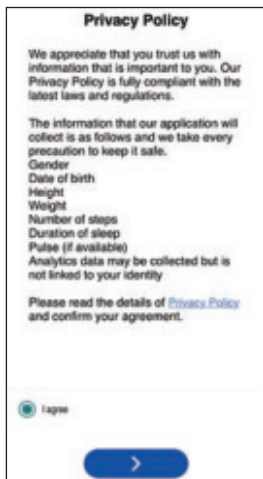 Privacy Policy
We appreciate that you trust us with
information that is important to you. Our
Privacy Policy is fully compliant with the
latest laws and regulations.
The information that our application will
collect is as follows and we take every
precaution to keep it safe.
Gender
Date of birth
Height
Weight
Number of steps
Duration of sleep
Pulse (if available)
Analytics data may be collected but is
not linked to your identity
Please read the details of Privacy Policy
and confirm your agreement.
I agree